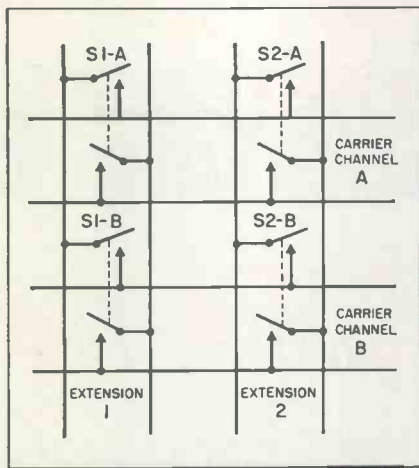 S1-A S2-A
CARRIER
CHANNEL
A
S1-B S2-B
CARRIER
CHANNEL
B
EXTENSION
1
EXTENSION
2